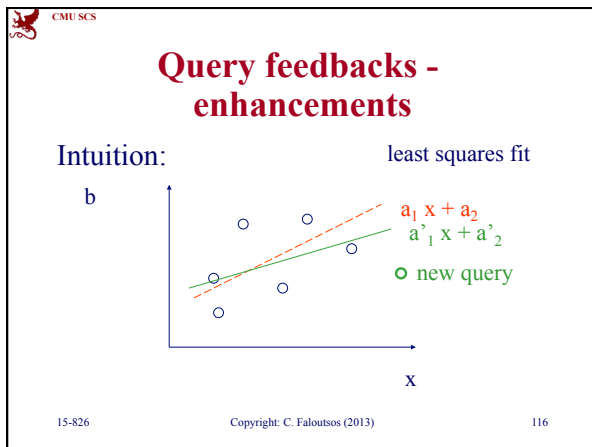 CMU SCS
Query feedbacks -
enhancements
Intuition:
least squares fit
b
a₁ x + a₂
a’₁ x + a’₂
new query
x
15-826
Copyright: C. Faloutsos (2013)
116